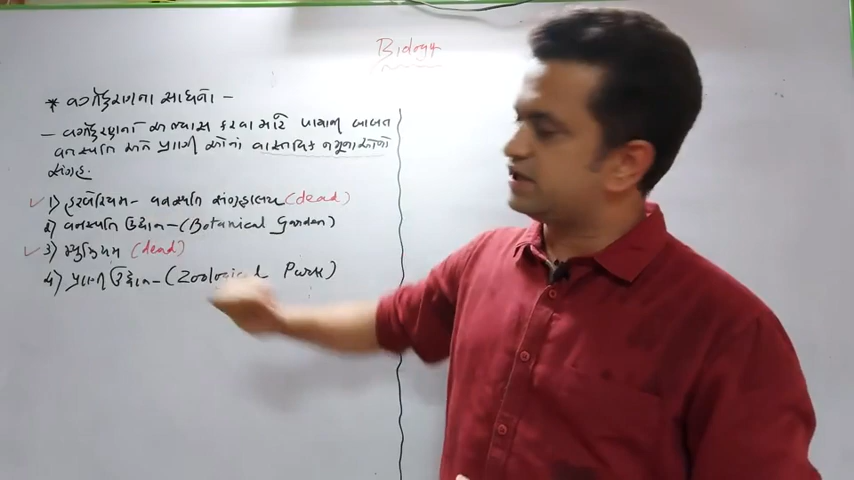 Biology
* વર્ગીકરણના સાધનો -
- વર્ગીકરણનો અભ્યાસ કરવા માટે પાયાની બાબત
વનસ્પતિ અને પ્રાણી ઓનો વાસ્તવિક નમૂનાઓનો
સંગ્રહ.
1) હરબેરિયમ - વનસ્પતિ સંગ્રહાલય (dead)
2) વનસ્પતિ ઉદ્યાન - (Botanical Garden)
3) મ્યુઝિયમ (dead)
4) પ્રાણી ઉદ્યાન - (Zoological Park)